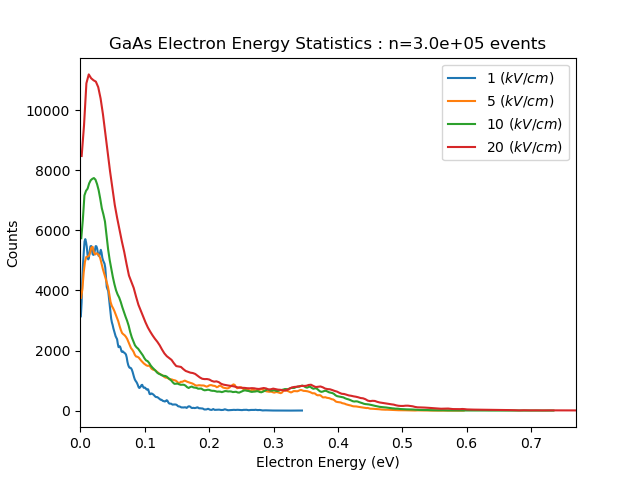 GaAs Electron Energy Statistics : n=3.0e+05 events
1 (kV/cm)
5 (kV/cm)
10 (kV/cm)
20 (kV/cm)
10000
8000
6000
4000
2000
0
Counts
0.0 0.1 0.2 0.3 0.4 0.5 0.6 0.7
Electron Energy (eV)